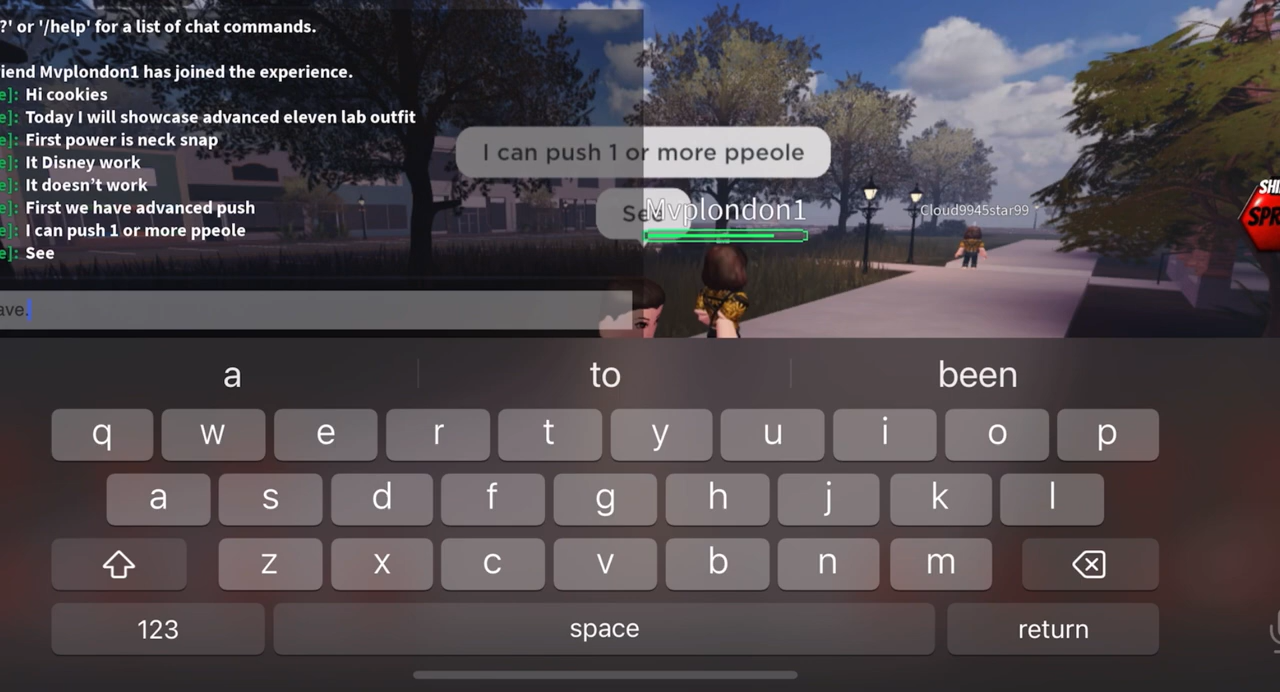 ?' or '/help' for a list of chat commands.
iend Mvplondon1 has joined the experience.
e]: Hi cookies
e]: Today I will showcase advanced eleven lab outfit
e]: First power is neck snap
e]: It Disney work
e]: It doesn’t work
e]: First we have advanced push
e]: I can push 1 or more ppeole
e]: See
I can push 1 or more ppeole
See
Mvplondon1
Cloud9945star99
SHI
SPR
ave.
a to been
q w e r t y u i o p
a s d f g h j k l
z x c v b n m
123 space return